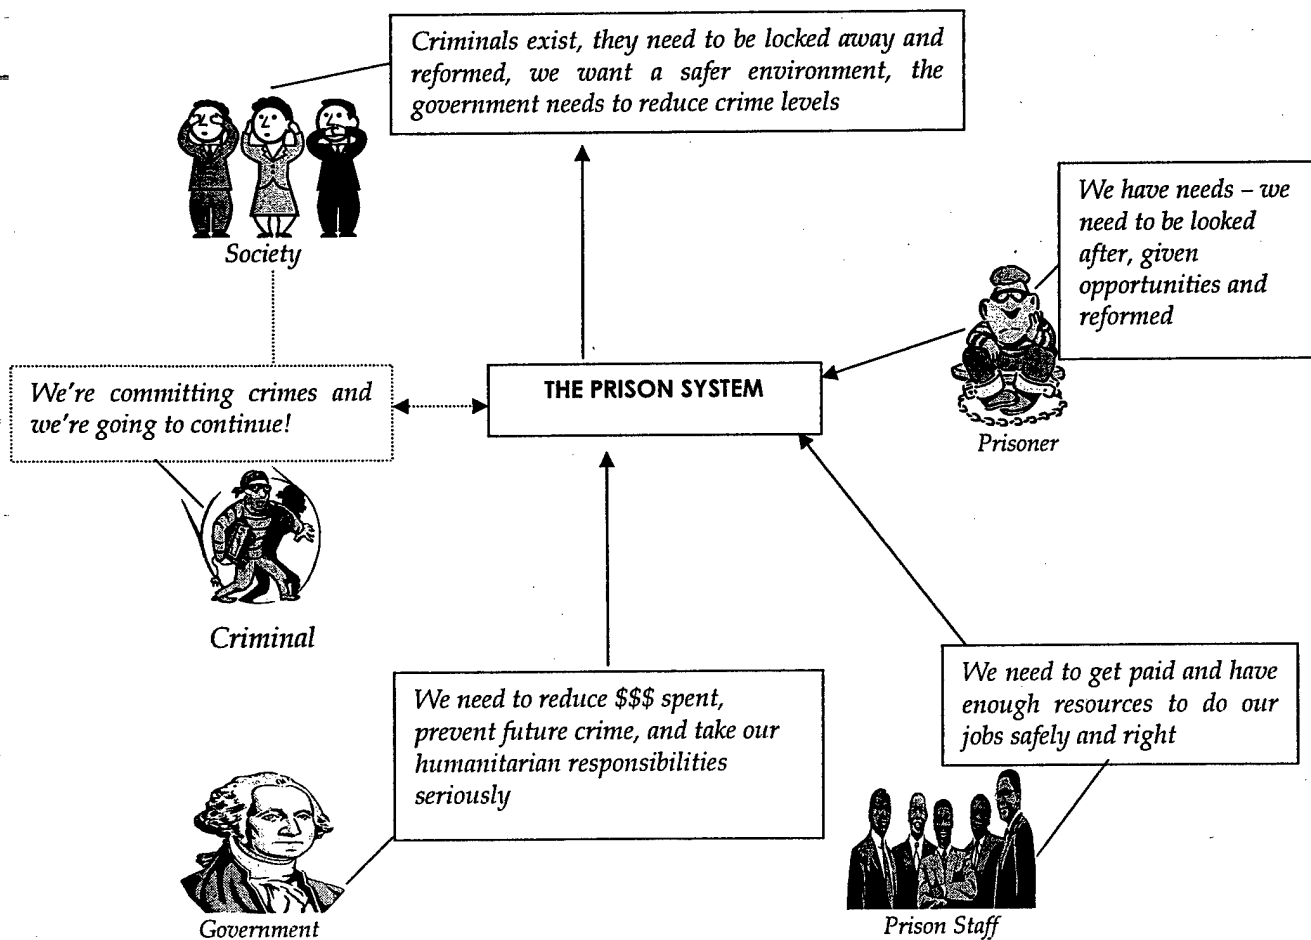 Criminals exist, they need to be locked away and
reformed, we want a safer environment, the
government needs to reduce crime levels
Society
We have needs – we
need to be looked
after, given
opportunities and
reformed
Prisoner
THE PRISON SYSTEM
We're committing crimes and
we're going to continue!
Criminal
We need to reduce $$$ spent,
prevent future crime, and take our
humanitarian responsibilities
seriously
Government
We need to get paid and have
enough resources to do our
jobs safely and right
Prison Staff